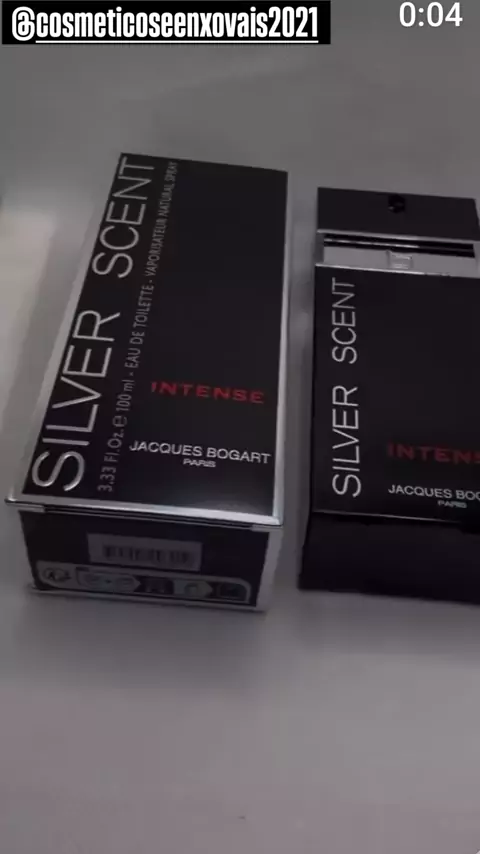 @cosmeticoseenxovais2021
0:04
SILVER SCENT
3.33 Fl.Oz. e 100 ml - EAU DE TOILETTE - VAPORISATEUR NATURAL SPRAY
INTENSE
JACQUES BOGART
PARIS
SILVER SCENT
INTENS
JACQUES BOG
PARIS